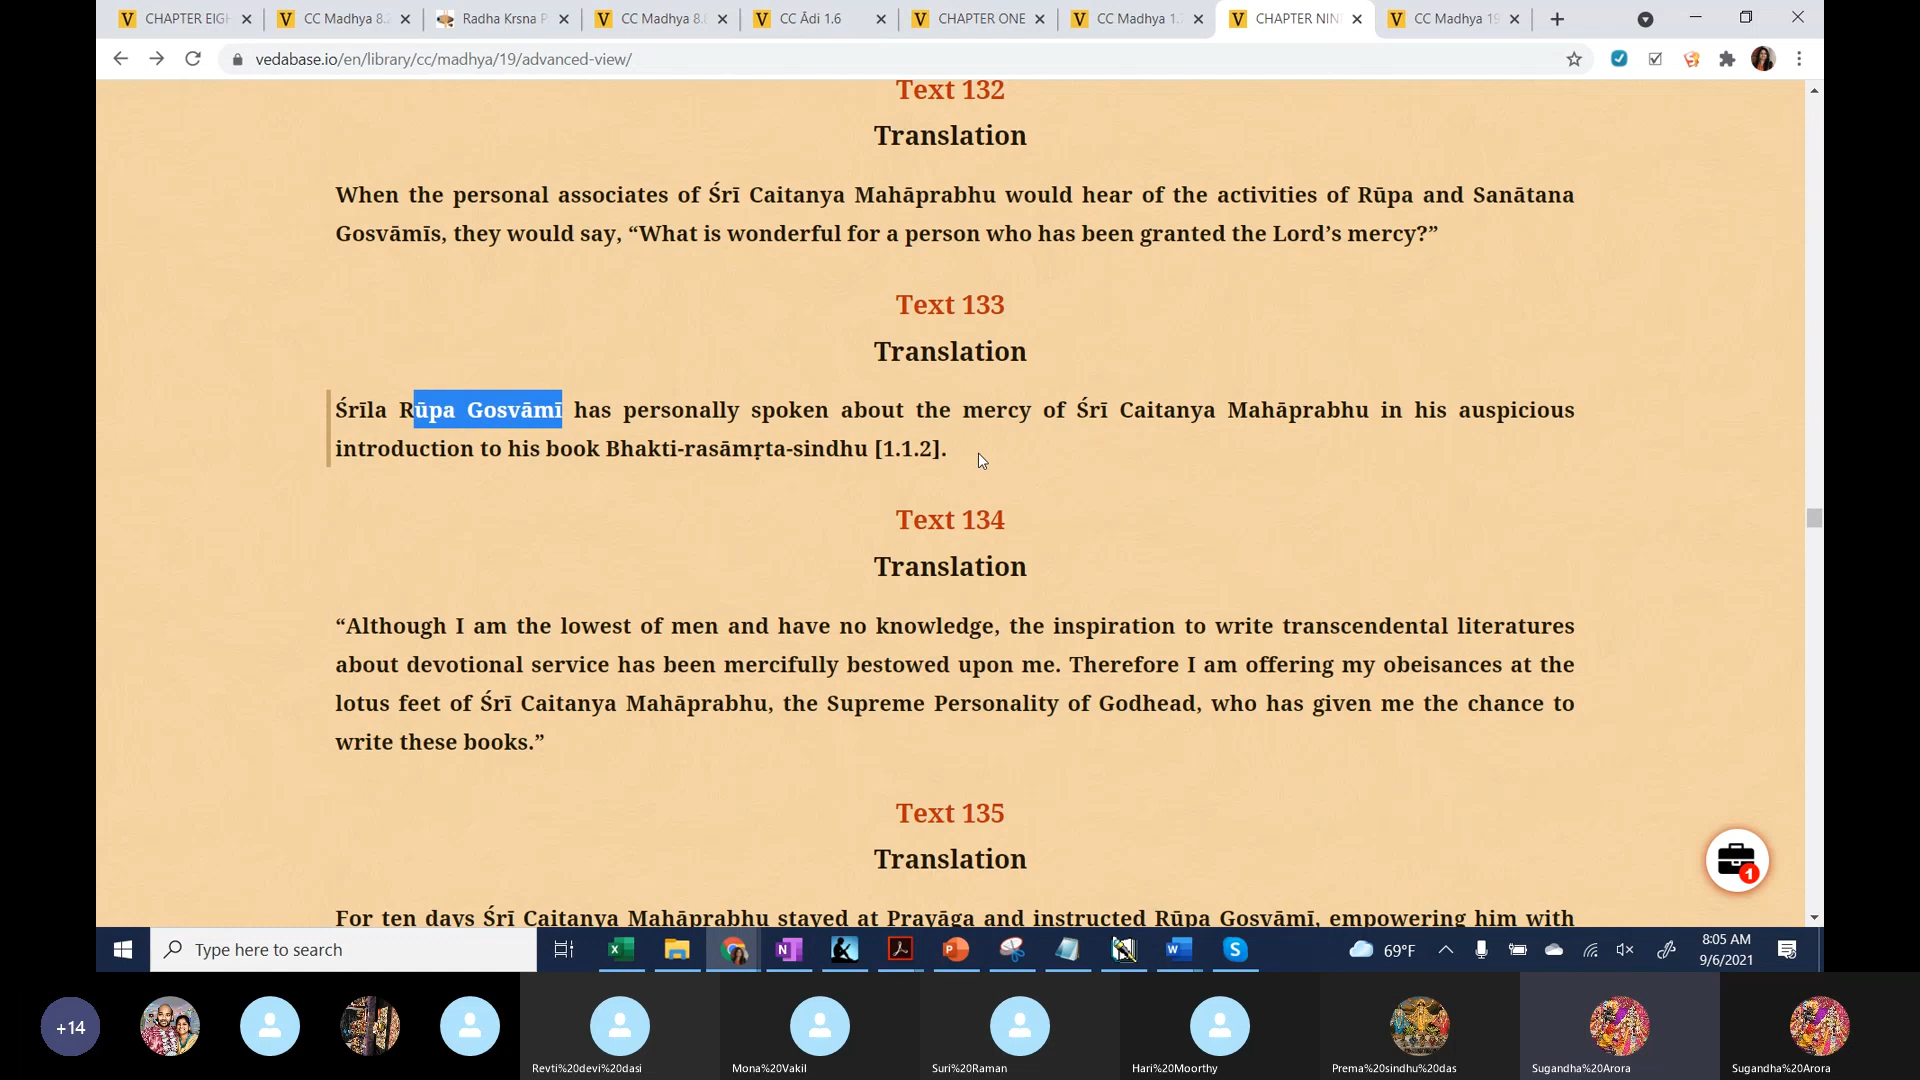 CHAPTER EIGH
CC Madhya 8.2
Radha Krsna P
CC Madhya 8.
CC Ādi 1.6
CHAPTER ONE
CC Madhya 1.
CHAPTER NIN
CC Madhya 19
vedabase.io/en/library/cc/madhya/19/advanced-view/
Text 132
Translation
When the personal associates of Śrī Caitanya Mahāprabhu would hear of the activities of Rūpa and Sanātana
Gosvāmīs, they would say, “What is wonderful for a person who has been granted the Lord’s mercy?”
Text 133
Translation
Śrīla Rūpa Gosvāmī has personally spoken about the mercy of Śrī Caitanya Mahāprabhu in his auspicious
introduction to his book Bhakti-rasāmṛta-sindhu [1.1.2].
Text 134
Translation
“Although I am the lowest of men and have no knowledge, the inspiration to write transcendental literatures
about devotional service has been mercifully bestowed upon me. Therefore I am offering my obeisances at the
lotus feet of Śrī Caitanya Mahāprabhu, the Supreme Personality of Godhead, who has given me the chance to
write these books.”
Text 135
Translation
For ten days Śrī Caitanya Mahāprabhu stayed at Prayāga and instructed Rūpa Gosvāmī, empowering him with
1
Type here to search
69°F
8:05 AM
9/6/2021
+14
Revti%20devi%20dasi
Mona%20Vakil
Suri%20Raman
Hari%20Moorthy
Prema%20sindhu%20das
Sugandha%20Arora
Sugandha%20Arora